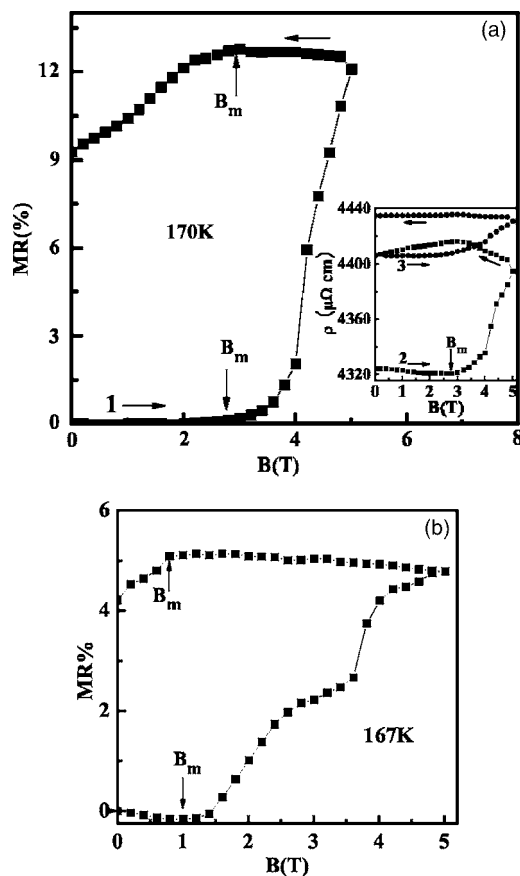 (a)
12
9
6
3
0
MR(%)
B_m
170K
B_m
1
0 2 4 6 8
B(T)
4440
4400
4360
4320
ρ (μΩ cm)
3
B_m
2
0 1 2 3 4 5
B(T)
(b)
6
4
2
0
MR%
B_m
167K
B_m
0 1 2 3 4 5
B(T)